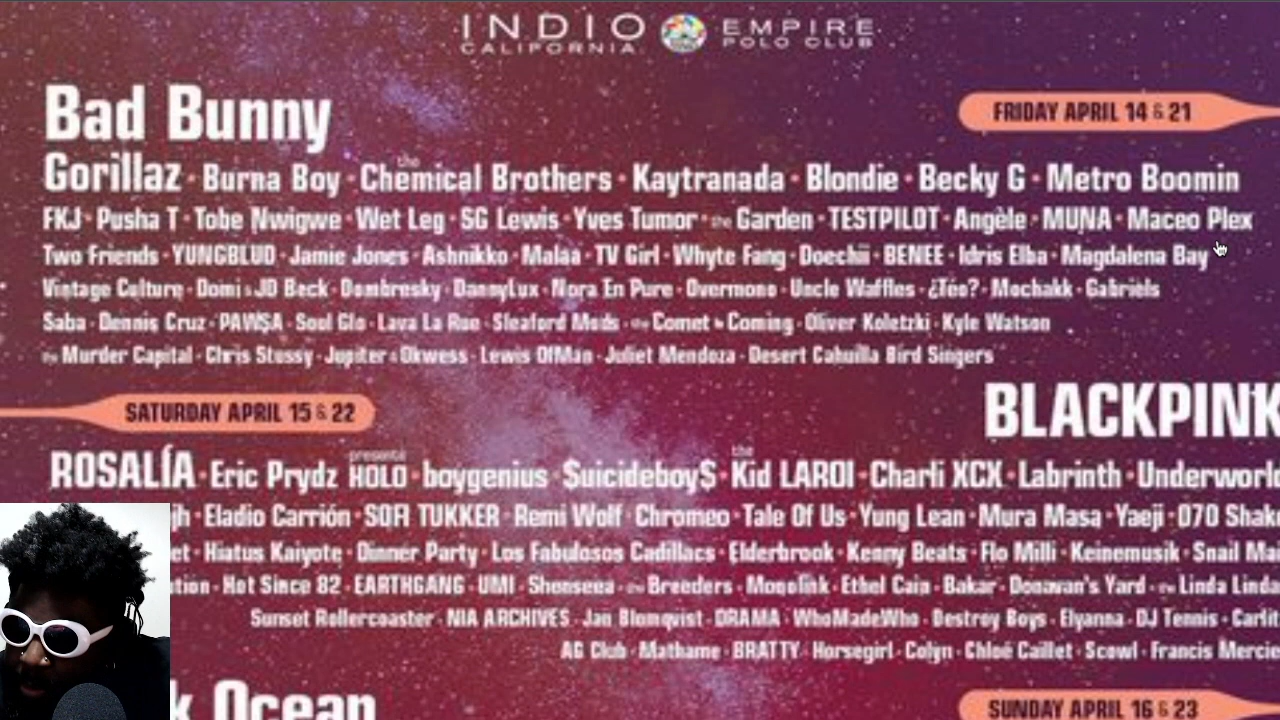 INDIO EMPIRE
CALIFORNIA POLO CLUB
Bad Bunny
FRIDAY APRIL 14 & 21
Gorillaz · Burna Boy · the Chemical Brothers · Kaytranada · Blondie · Becky G · Metro Boomin
FKJ · Pusha T · Tobe Nwigwe · Wet Leg · SG Lewis · Yves Tumor · the Garden · TESTPILOT · Angèle · MUNA · Maceo Plex
Two Friends · YUNGBLUD · Jamie Jones · Ashnikko · Malaa · TV Girl · Whyte Fang · Doechii · BENEE · Idris Elba · Magdalena Bay
Vintage Culture · Domi & JD Beck · Dombresky · DannyLux · Nora En Pure · Overmono · Uncle Waffles · ¿Téo? · Mochakk · Gabriels
Saba · Dennis Cruz · PAWSA · Soul Glo · Lava La Rue · Sleaford Mods · the Comet is Coming · Oliver Koletzki · Kyle Watson
the Murder Capital · Chris Stussy · Jupiter & Okwess · Lewis OfMan · Juliet Mendoza · Desert Cahuilla Bird Singers
BLACKPINK
SATURDAY APRIL 15 & 22
ROSALÍA · Eric Prydz presents HOLO · boygenius · $uicideboy$ · the Kid LAROI · Charli XCX · Labrinth · Underworld
jh · Eladio Carrión · SOFI TUKKER · Remi Wolf · Chromeo · Tale Of Us · Yung Lean · Mura Masa · Yaeji · 070 Shake
et · Hiatus Kaiyote · Dinner Party · Los Fabulosos Cadillacs · Elderbrook · Kenny Beats · Flo Milli · Keinemusik · Snail Mai
tion · Hot Since 82 · EARTHGANG · UMI · Shenseea · the Breeders · Monolink · Ethel Cain · Bakar · Donavan's Yard · the Linda Linda
Sunset Rollercoaster · NIA ARCHIVES · Jan Blomqvist · DRAMA · WhoMadeWho · Destroy Boys · Elyanna · DJ Tennis · Carlit
AG Club · Mathame · BRATTY · Horsegirl · Colyn · Chloé Caillet · Scowl · Francis Mercie
k Ocean
SUNDAY APRIL 16 & 23